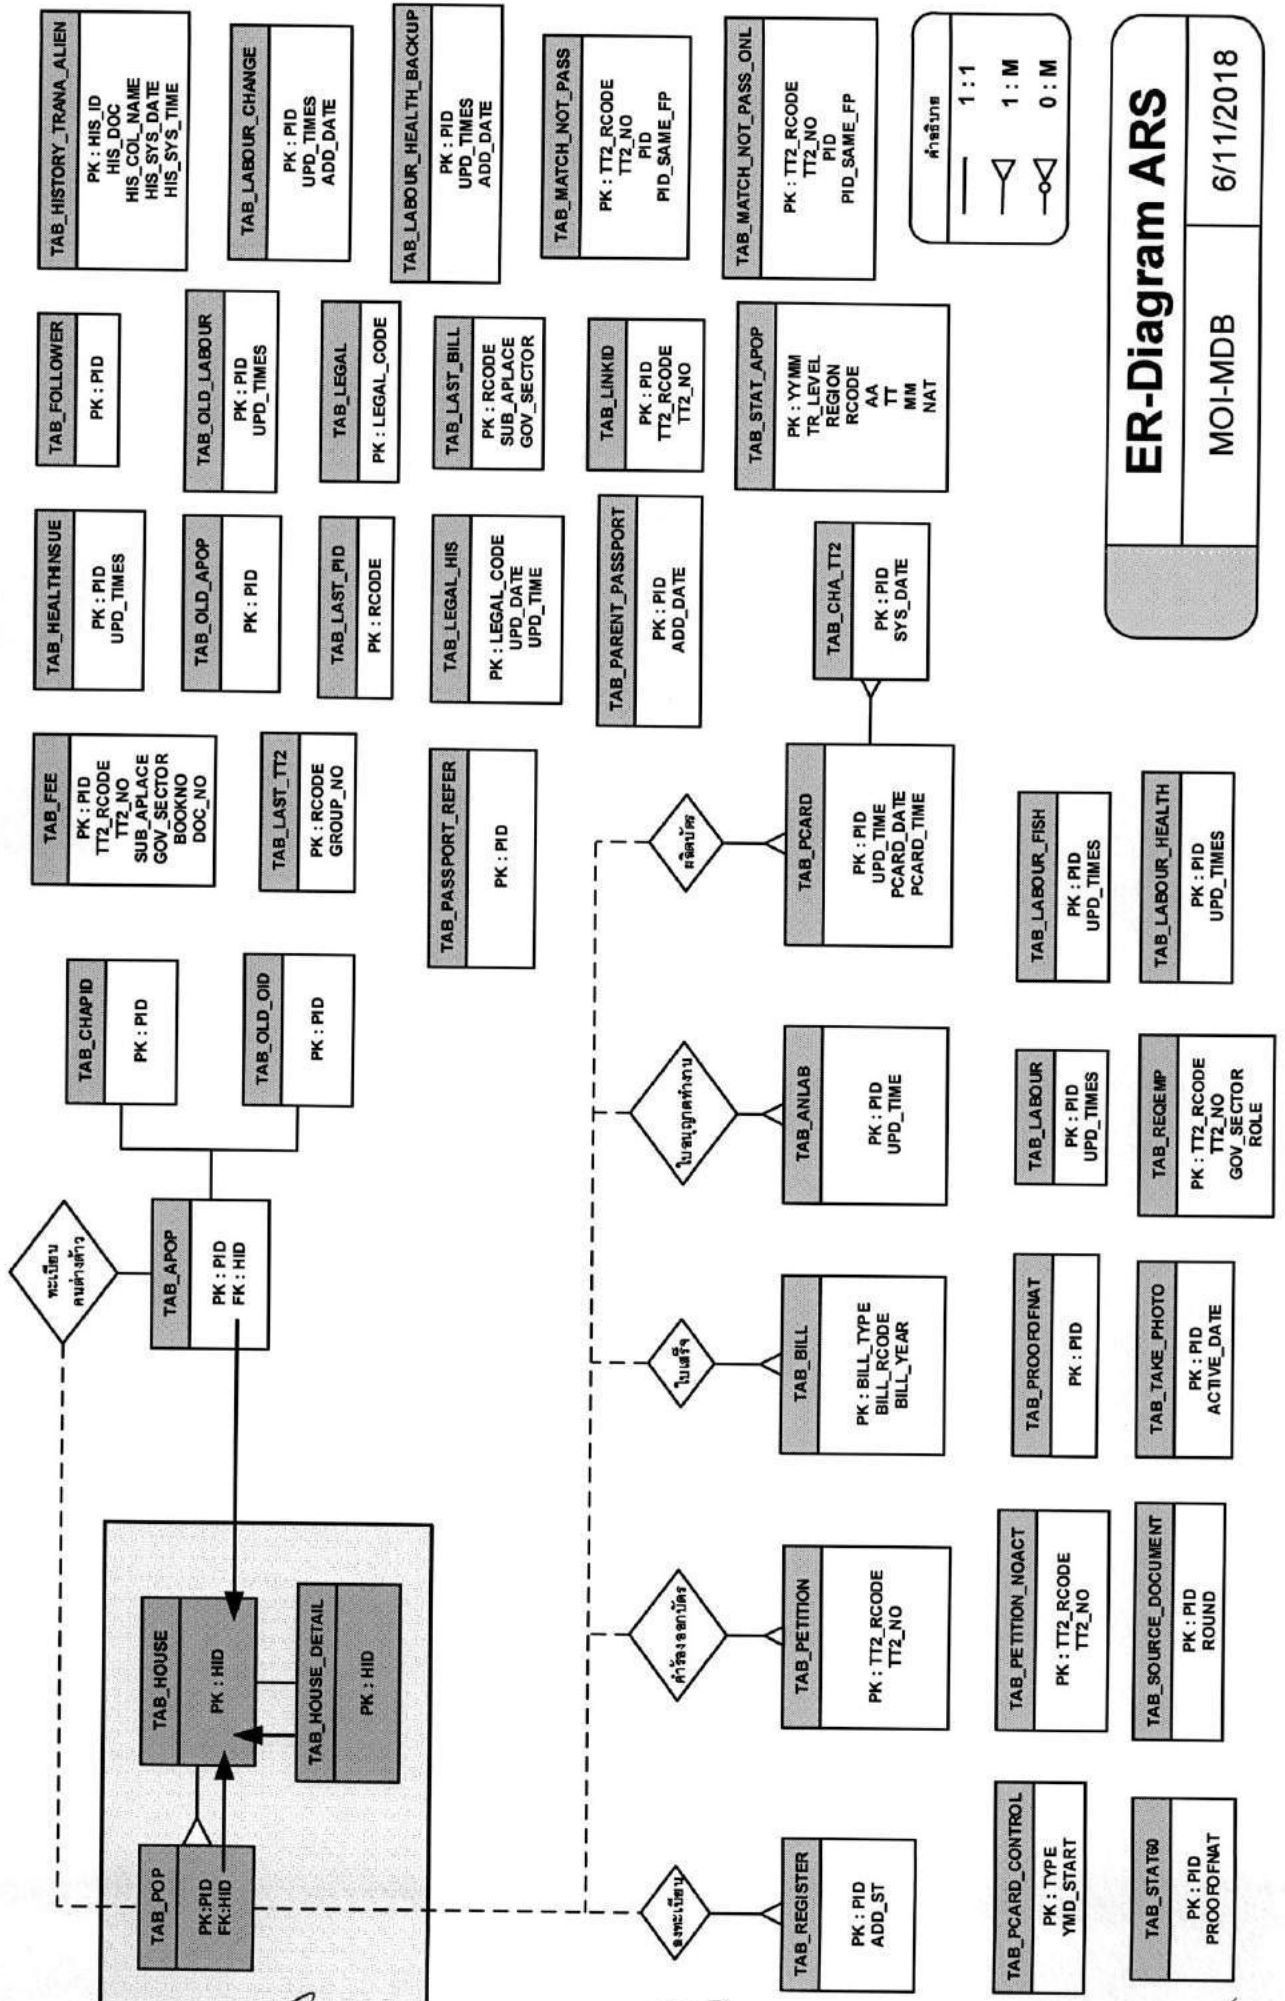 ทะเบียน
คนต่างด้าว
TAB_POP
PK:PID
FK:HID
TAB_HOUSE
PK : HID
TAB_HOUSE_DETAIL
PK : HID
TAB_APOP
PK : PID
FK : HID
TAB_CHAPID
PK : PID
TAB_OLD_OID
PK : PID
TAB_FEE
PK : PID
TT2_RCODE
TT2_NO
SUB_APLACE
GOV_SECTOR
BOOKNO
DOC_NO
TAB_HEALTHINSUE
PK : PID
UPD_TIMES
TAB_FOLLOWER
PK : PID
TAB_HISTORY_TRANA_ALIEN
PK : HIS_ID
HIS_DOC
HIS_COL_NAME
HIS_SYS_DATE
HIS_SYS_TIME
TAB_OLD_APOP
PK : PID
TAB_OLD_LABOUR
PK : PID
UPD_TIMES
TAB_LABOUR_CHANGE
PK : PID
UPD_TIMES
ADD_DATE
TAB_LAST_TT2
PK : RCODE
GROUP_NO
TAB_LAST_PID
PK : RCODE
TAB_LEGAL
PK : LEGAL_CODE
TAB_LABOUR_HEALTH_BACKUP
PK : PID
UPD_TIMES
ADD_DATE
TAB_PASSPORT_REFER
PK : PID
TAB_LEGAL_HIS
PK : LEGAL_CODE
UPD_DATE
UPD_TIME
TAB_LAST_BILL
PK : RCODE
SUB_APLACE
GOV_SECTOR
TAB_MATCH_NOT_PASS
PK : TT2_RCODE
TT2_NO
PID
PID_SAME_FP
TAB_PARENT_PASSPORT
PK : PID
ADD_DATE
TAB_LINKID
PK : PID
TT2_RCODE
TT2_NO
TAB_MATCH_NOT_PASS_ONL
PK : TT2_RCODE
TT2_NO
PID
PID_SAME_FP
TAB_STAT_APOP
PK : YYMM
TR_LEVEL
REGION
RCODE
AA
TT
MM
NAT
ลงทะเบียน
คำร้องขอบัตร
ใบเสร็จ
ใบอนุญาตทำงาน
ผลิตบัตร
TAB_REGISTER
PK : PID
ADD_ST
TAB_PETITION
PK : TT2_RCODE
TT2_NO
TAB_BILL
PK : BILL_TYPE
BILL_RCODE
BILL_YEAR
TAB_ANLAB
PK : PID
UPD_TIME
TAB_PCARD
PK : PID
UPD_TIME
PCARD_DATE
PCARD_TIME
TAB_CHA_TT2
PK : PID
SYS_DATE
คำอธิบาย
1 : 1
1 : M
0 : M
TAB_PCARD_CONTROL
PK : TYPE
YMD_START
TAB_PETITION_NOACT
PK : TT2_RCODE
TT2_NO
TAB_PROOFOFNAT
PK : PID
TAB_LABOUR
PK : PID
UPD_TIMES
TAB_LABOUR_FISH
PK : PID
UPD_TIMES
TAB_STAT60
PK : PID
PROOFOFNAT
TAB_SOURCE_DOCUMENT
PK : PID
ROUND
TAB_TAKE_PHOTO
PK : PID
ACTIVE_DATE
TAB_REQEMP
PK : TT2_RCODE
TT2_NO
GOV_SECTOR
ROLE
TAB_LABOUR_HEALTH
PK : PID
UPD_TIMES
ER-Diagram ARS
MOI-MDB
6/11/2018